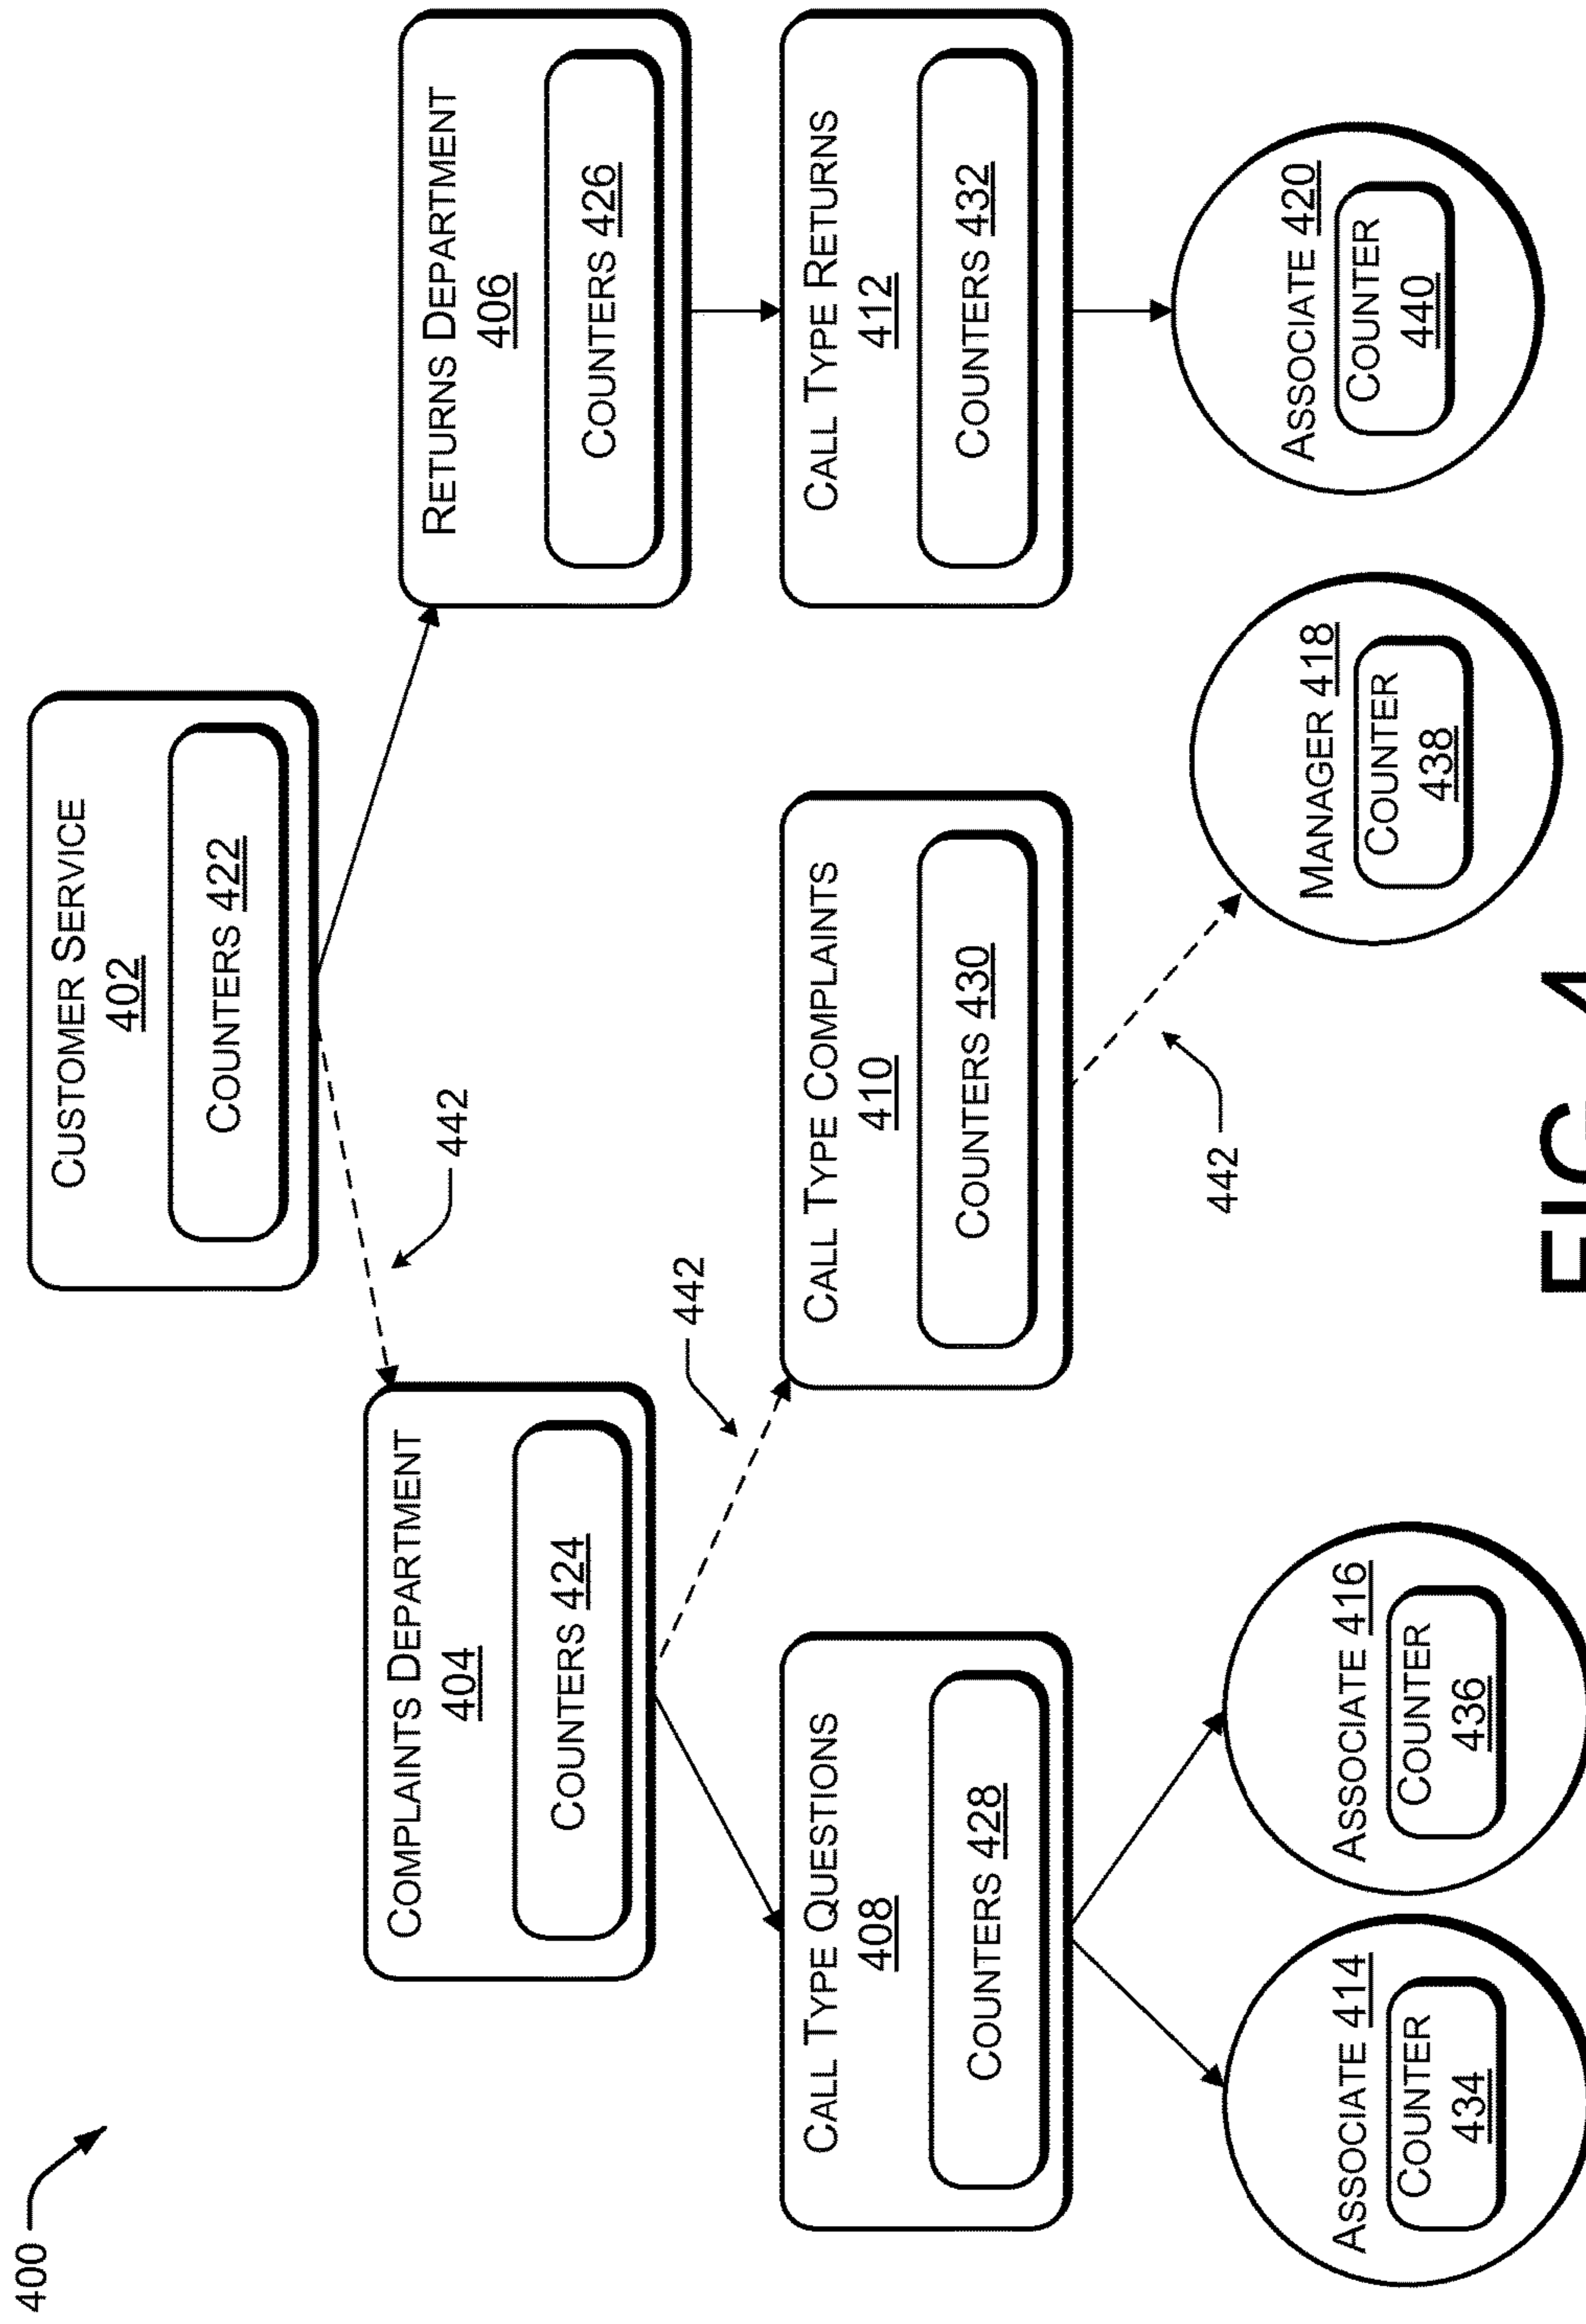 400
CUSTOMER SERVICE
402
COUNTERS 422
442
COMPLAINTS DEPARTMENT
404
COUNTERS 424
RETURNS DEPARTMENT
406
COUNTERS 426
442
CALL TYPE QUESTIONS
408
COUNTERS 428
CALL TYPE COMPLAINTS
410
COUNTERS 430
CALL TYPE RETURNS
412
COUNTERS 432
442
ASSOCIATE 414
COUNTER
434
ASSOCIATE 416
COUNTER
436
MANAGER 418
COUNTER
438
ASSOCIATE 420
COUNTER
440